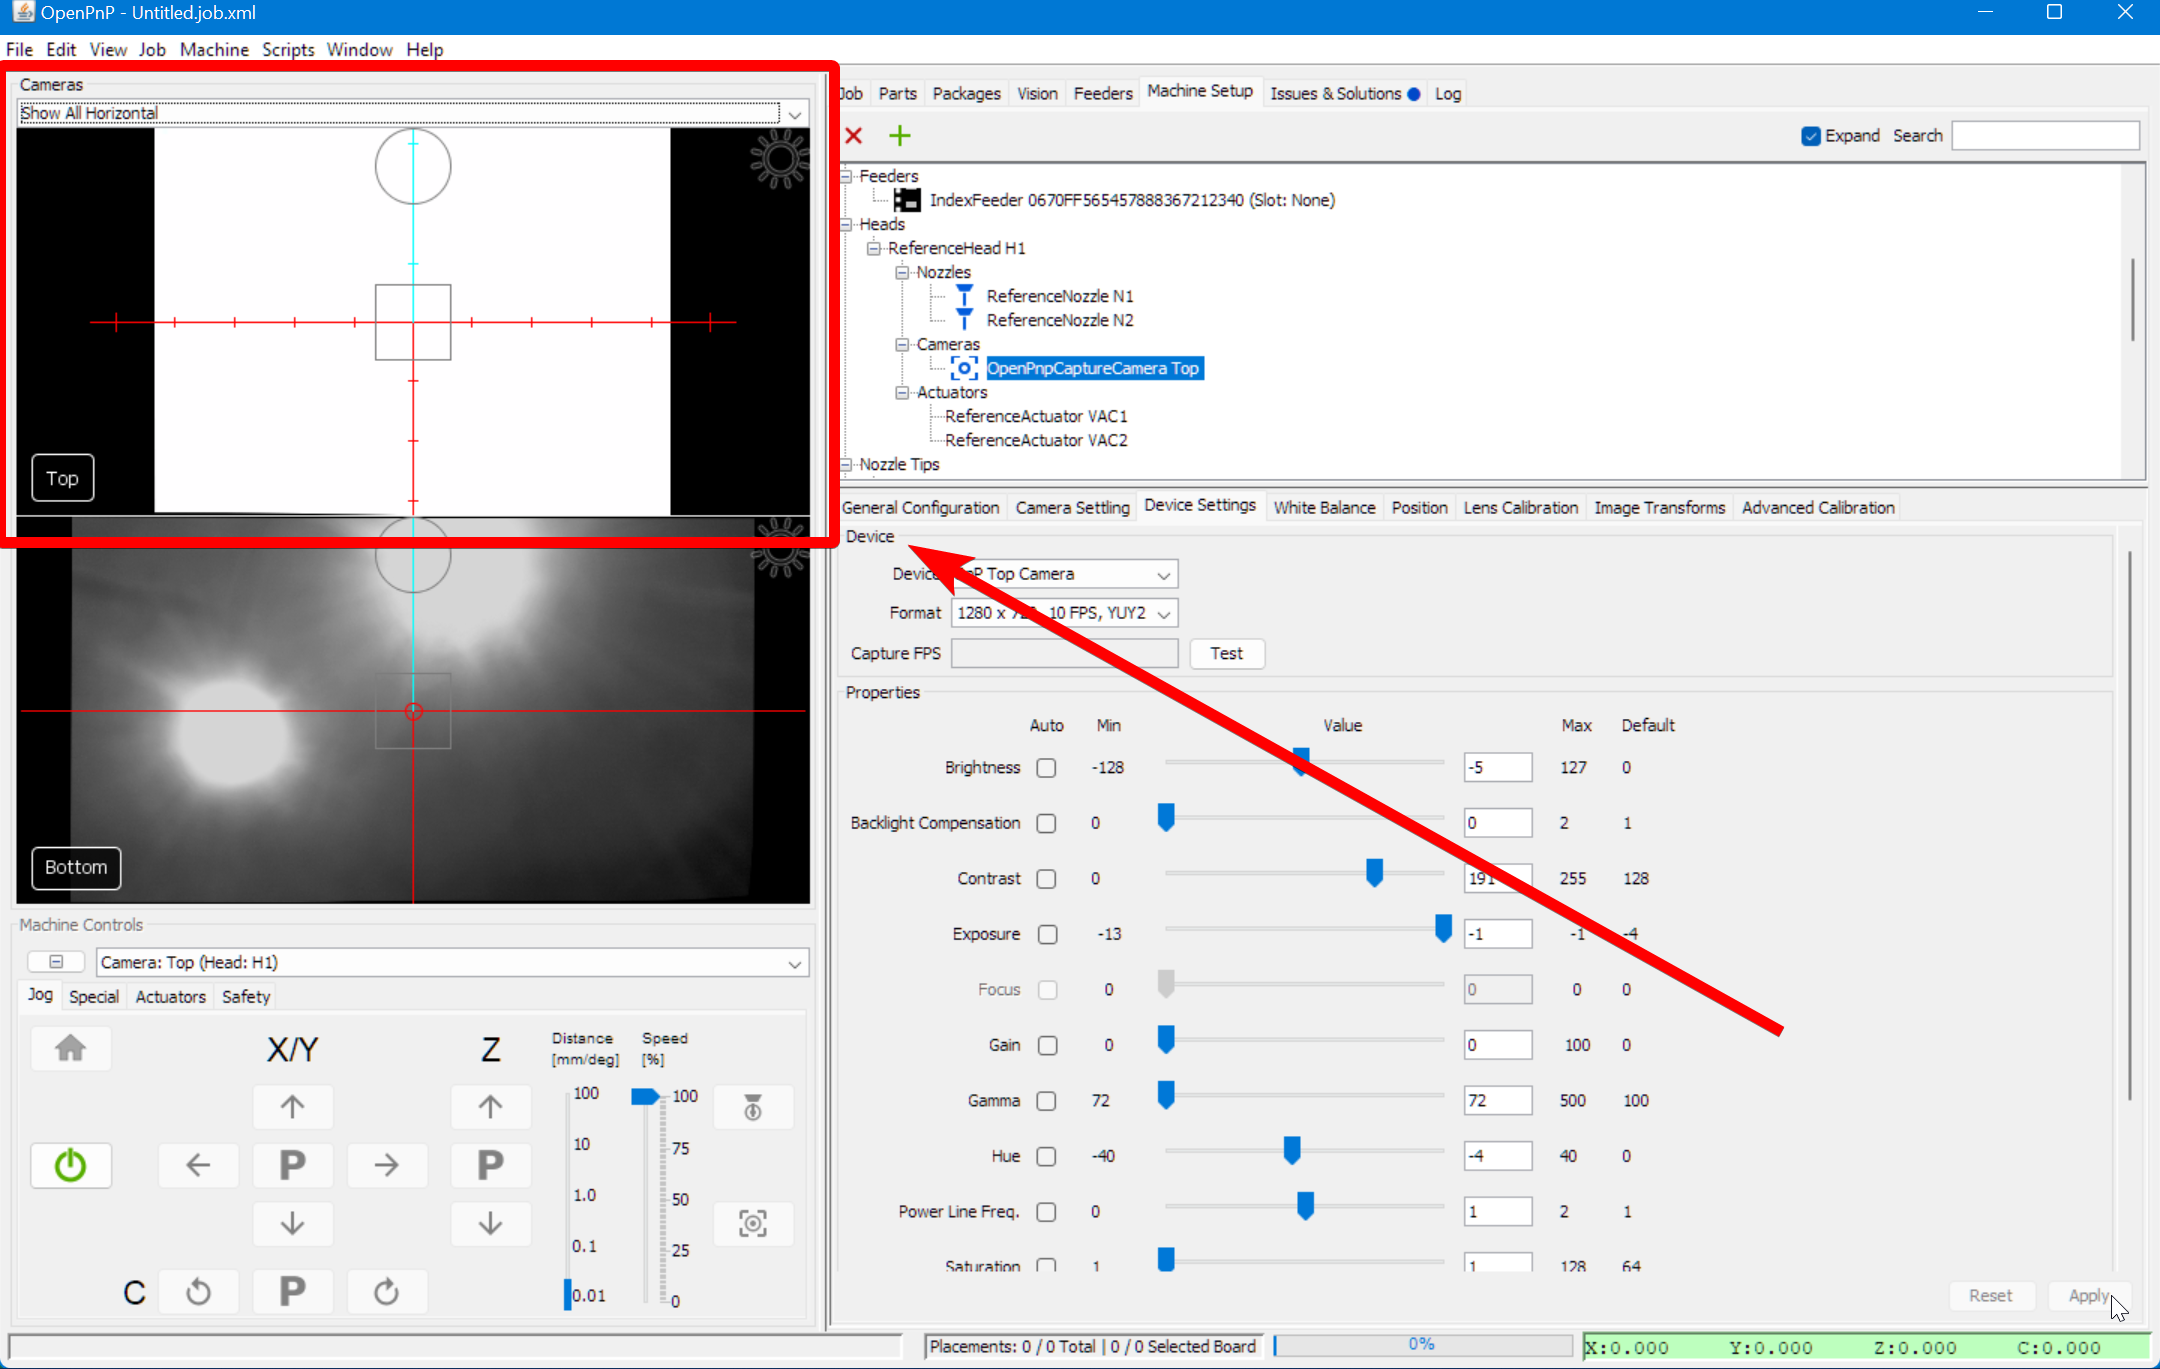 OpenPnP - Untitled.job.xml
File Edit View Job Machine Scripts Window Help
Cameras
Show All Horizontal
Top
Bottom
Machine Controls
Camera: Top (Head: H1)
Jog Special Actuators Safety
X/Y Z Distance [mm/deg] Speed [%]
100 100
10 75
P P
1.0 50
0.1 25
C P 0.01 0
Job Parts Packages Vision Feeders Machine Setup Issues & Solutions Log
Expand Search
Feeders
IndexFeeder 0670FF565457888367212340 (Slot: None)
Heads
ReferenceHead H1
Nozzles
ReferenceNozzle N1
ReferenceNozzle N2
Cameras
OpenPnpCaptureCamera Top
Actuators
ReferenceActuator VAC1
ReferenceActuator VAC2
Nozzle Tips
General Configuration Camera Settling Device Settings White Balance Position Lens Calibration Image Transforms Advanced Calibration
Device
Device Top Camera
Format 1280 x 10 FPS, YUY2
Capture FPS Test
Properties
Auto Min Value Max Default
Brightness -128 -5 127 0
Backlight Compensation 0 0 2 1
Contrast 0 191 255 128
Exposure -13 -1 -1 -4
Focus 0 0 0 0
Gain 0 0 100 0
Gamma 72 72 500 100
Hue -40 -4 40 0
Power Line Freq. 0 1 2 1
Saturation 1 1 128 64
Reset Apply
Placements: 0 / 0 Total | 0 / 0 Selected Board 0% X:0.000 Y:0.000 Z:0.000 C:0.000